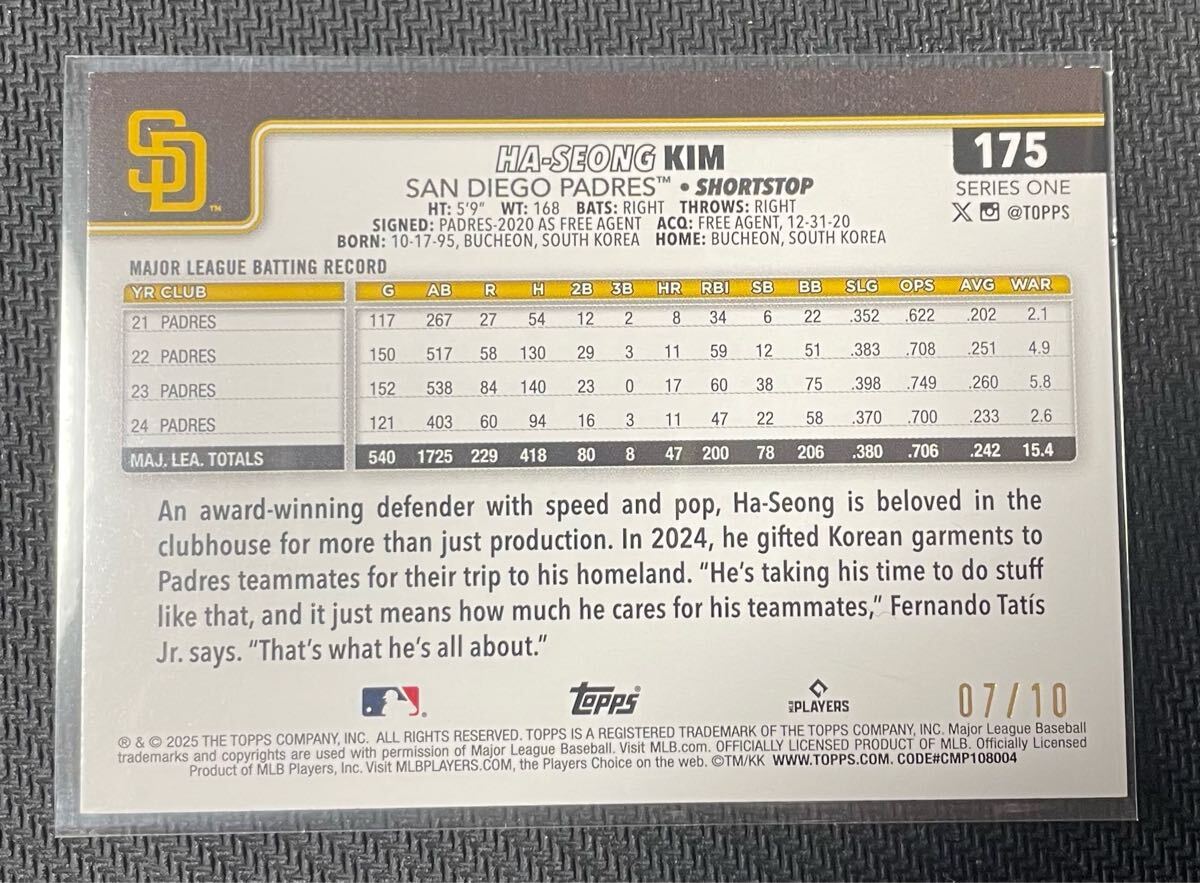 SD™
175
HA-SEONG KIM
SAN DIEGO PADRES™ • SHORTSTOP
SERIES ONE
@TOPPS
HT: 5'9" WT: 168 BATS: RIGHT THROWS: RIGHT
SIGNED: PADRES-2020 AS FREE AGENT ACQ: FREE AGENT, 12-31-20
BORN: 10-17-95, BUCHEON, SOUTH KOREA HOME: BUCHEON, SOUTH KOREA
MAJOR LEAGUE BATTING RECORD
YR CLUB G AB R H 2B 3B HR RBI SB BB SLG OPS AVG WAR
21 PADRES 117 267 27 54 12 2 8 34 6 22 .352 .622 .202 2.1
22 PADRES 150 517 58 130 29 3 11 59 12 51 .383 .708 .251 4.9
23 PADRES 152 538 84 140 23 0 17 60 38 75 .398 .749 .260 5.8
24 PADRES 121 403 60 94 16 3 11 47 22 58 .370 .700 .233 2.6
MAJ. LEA. TOTALS 540 1725 229 418 80 8 47 200 78 206 .380 .706 .242 15.4
An award-winning defender with speed and pop, Ha-Seong is beloved in the
clubhouse for more than just production. In 2024, he gifted Korean garments to
Padres teammates for their trip to his homeland. "He's taking his time to do stuff
like that, and it just means how much he cares for his teammates," Fernando Tatís
Jr. says. "That's what he's all about."
Topps®
MLB PLAYERS
07/10
® & © 2025 THE TOPPS COMPANY, INC. ALL RIGHTS RESERVED. TOPPS IS A REGISTERED TRADEMARK OF THE TOPPS COMPANY, INC. Major League Baseball
trademarks and copyrights are used with permission of Major League Baseball. Visit MLB.com. OFFICIALLY LICENSED PRODUCT OF MLB. Officially Licensed
Product of MLB Players, Inc. Visit MLBPLAYERS.COM, the Players Choice on the web. ©TM/KK WWW.TOPPS.COM. CODE#CMP108004